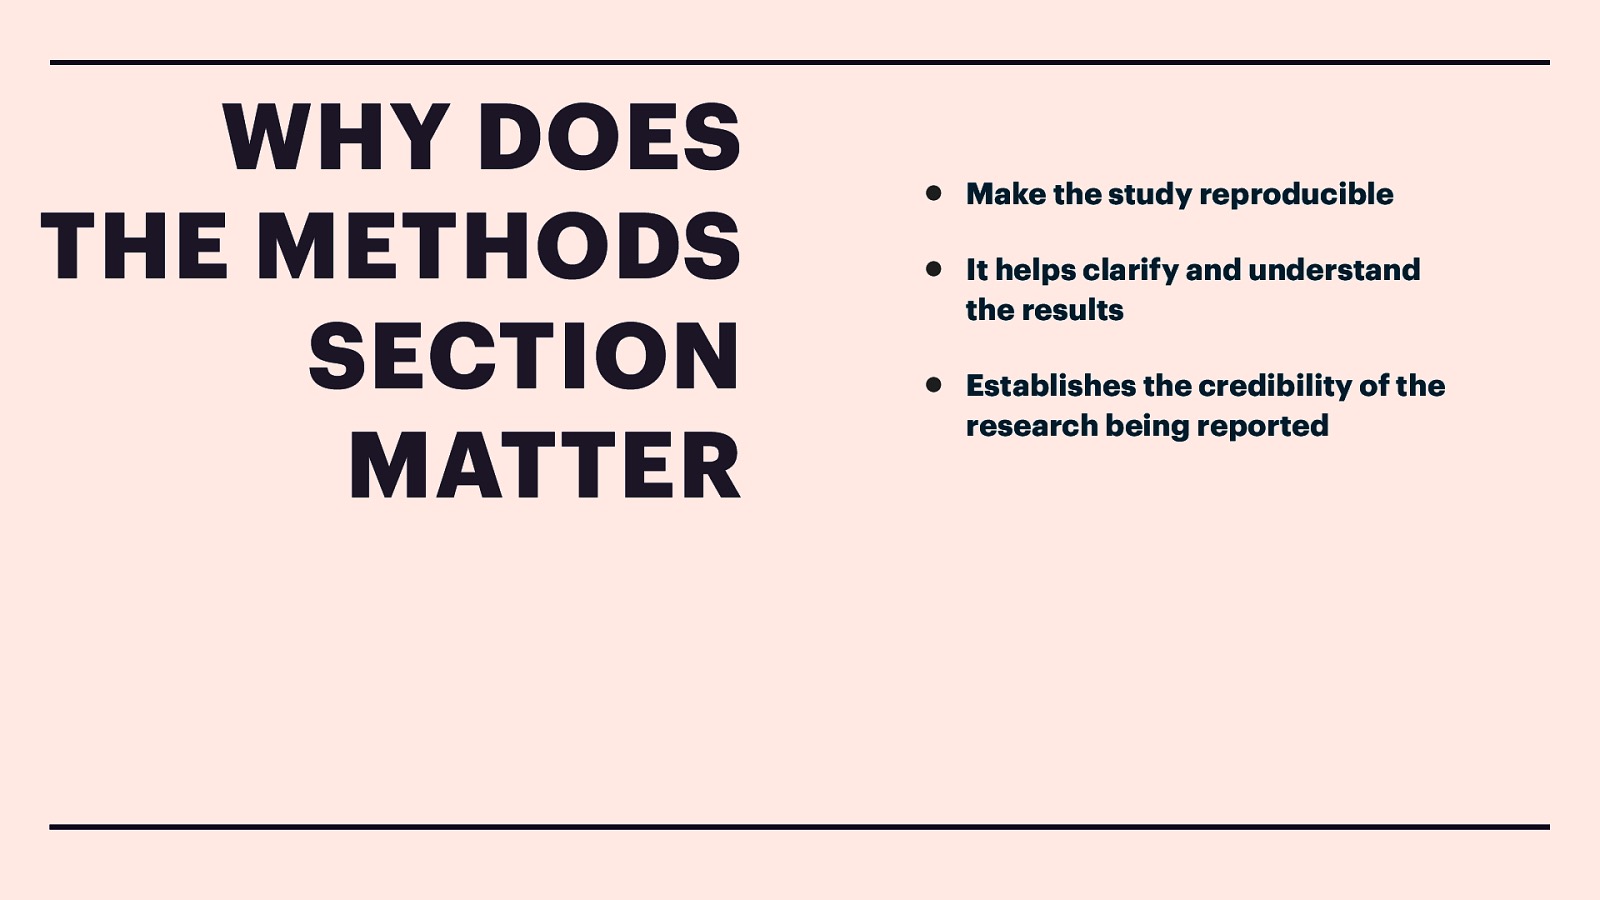 WHY DOES
THE METHODS
SECTION
MATTER
● Make the study reproducible
● It helps clarify and understand
the results
● Establishes the credibility of the
research being reported